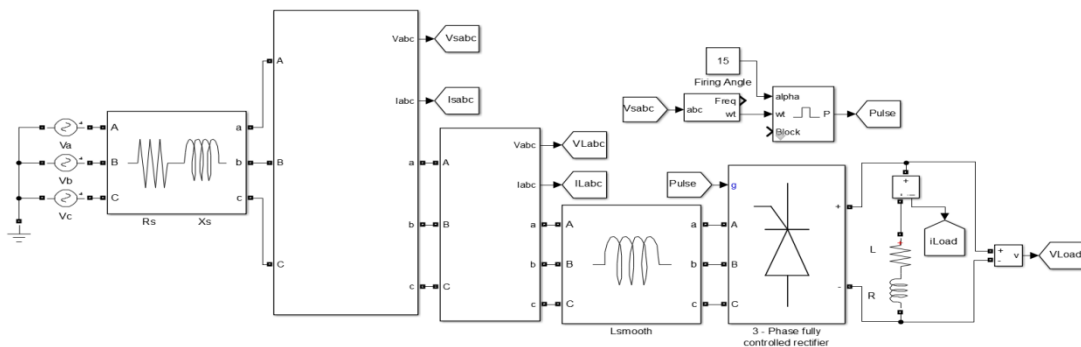 Va
Vb
Vc
A
B
C
a
b
c
Rs Xs
A
B
C
Vabc
Iabc
a
b
c
Vsabc
Isabc
A
B
C
Vabc
Iabc
a
b
c
VLabc
ILabc
A
B
C
a
b
c
Lsmooth
Vsabc
abc
Freq
wt
15
Firing Angle
alpha
wt
Block
P
Pulse
Pulse
g
A
B
C
+
-
3 - Phase fully
controlled rectifier
+
-
i
L
R
iLoad
+
-
v
VLoad